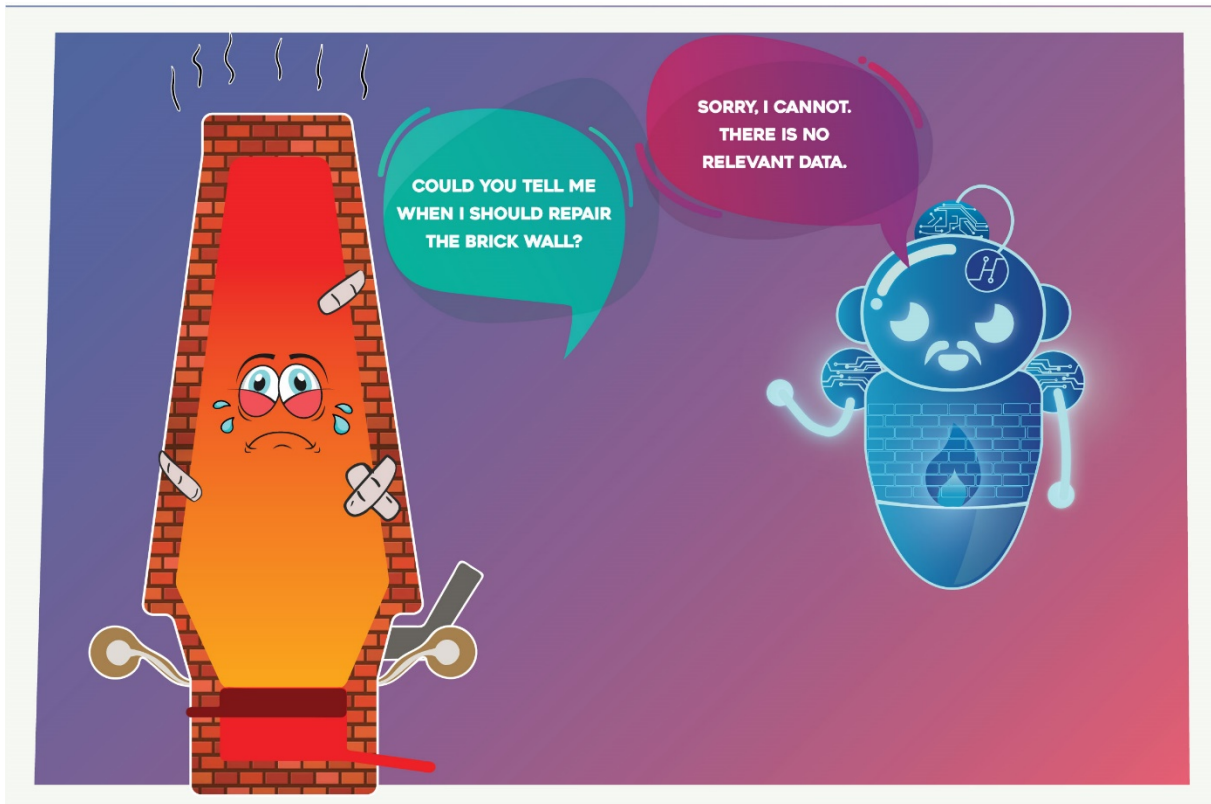 COULD YOU TELL ME
WHEN I SHOULD REPAIR
THE BRICK WALL?
SORRY, I CANNOT.
THERE IS NO
RELEVANT DATA.